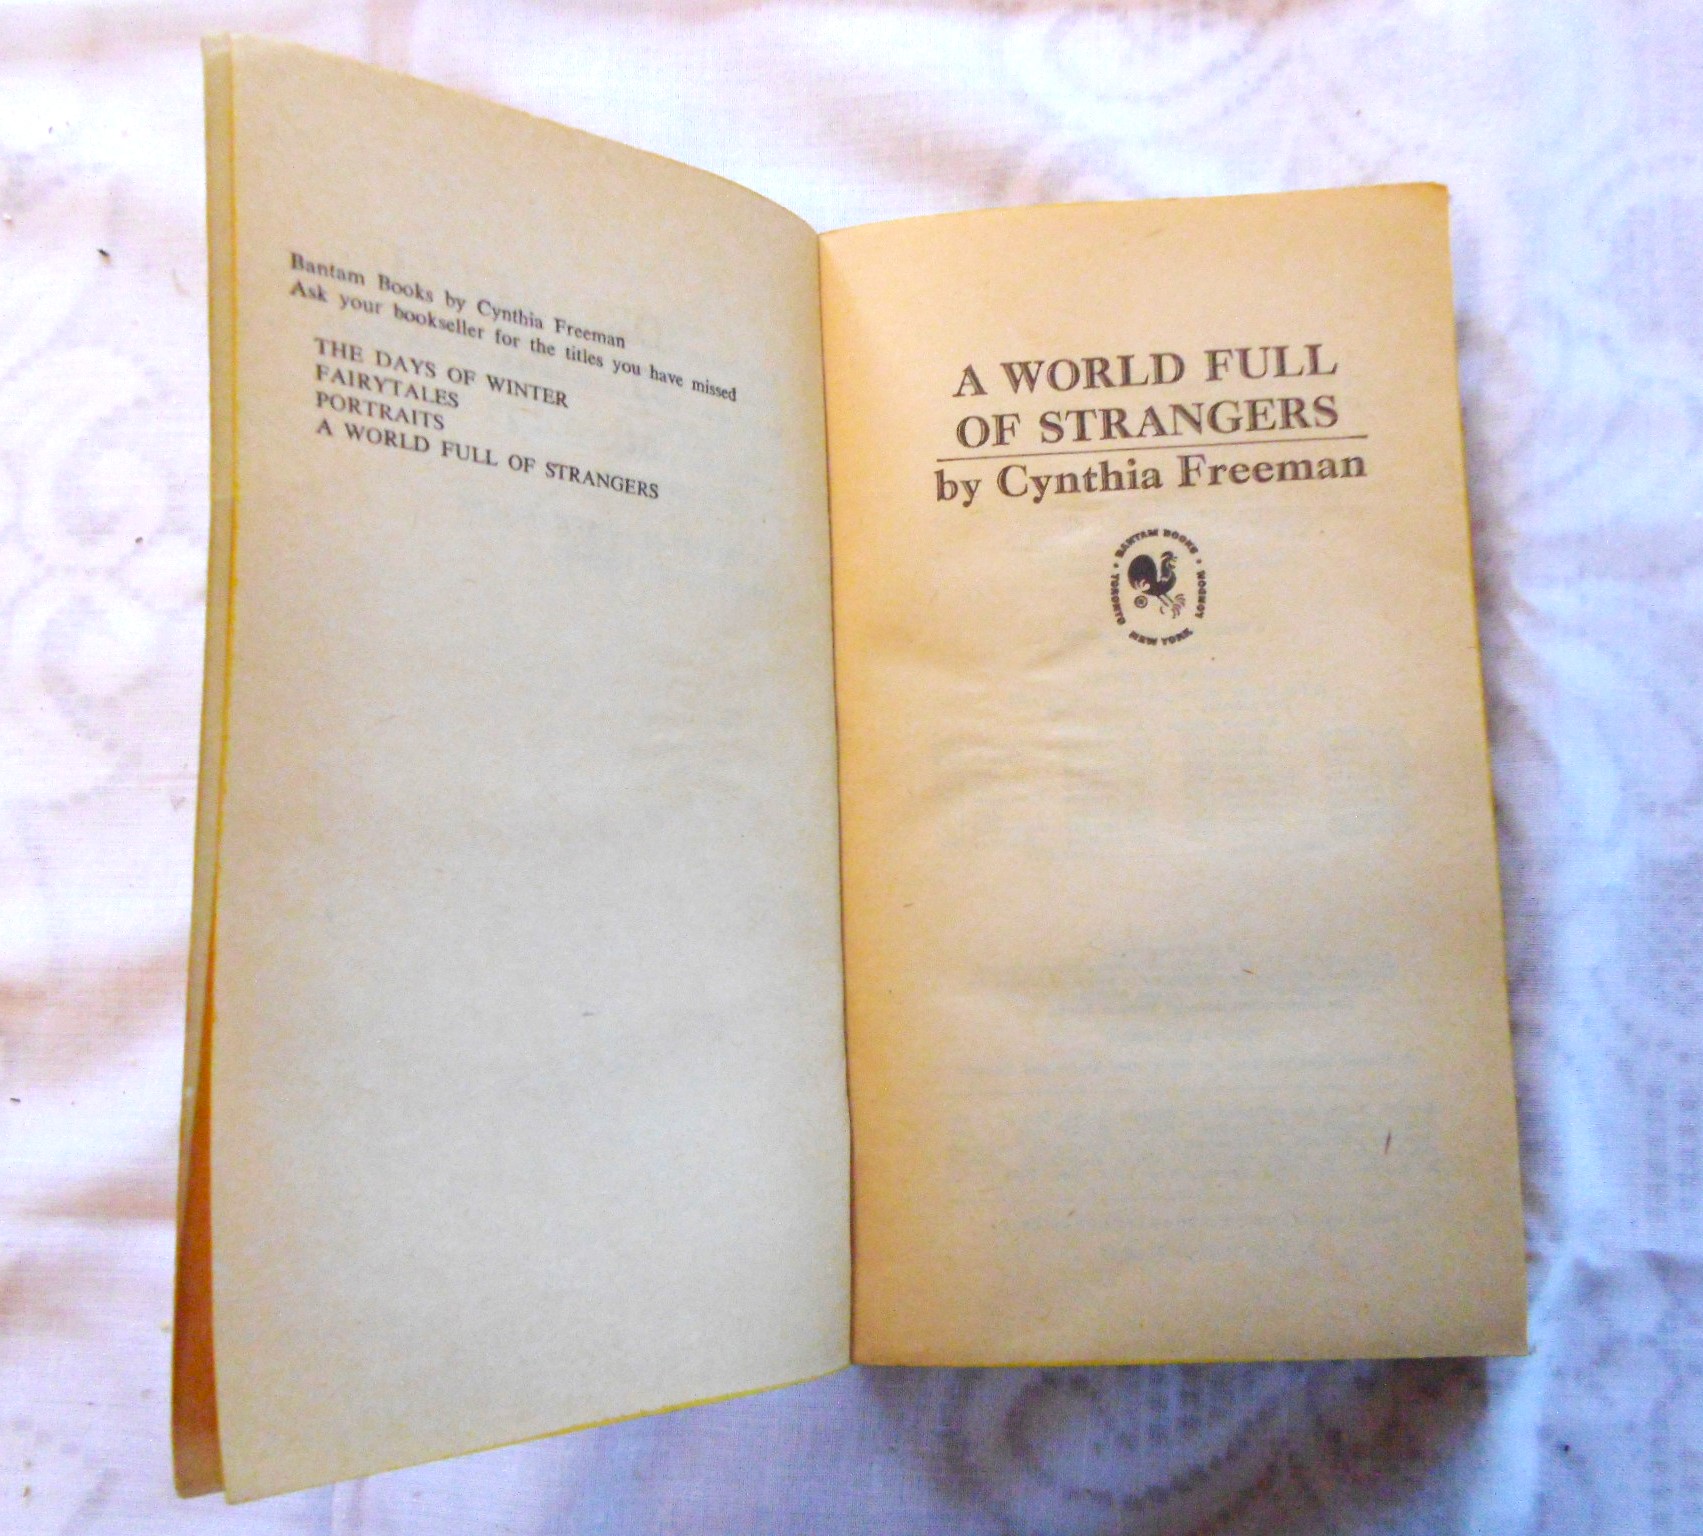 Bantam Books by Cynthia Freeman
Ask your bookseller for the titles you have missed
THE DAYS OF WINTER
FAIRYTALES
PORTRAITS
A WORLD FULL OF STRANGERS
A WORLD FULL
OF STRANGERS
by Cynthia Freeman
BANTAM BOOKS
TORONTO
NEW YORK
LONDON